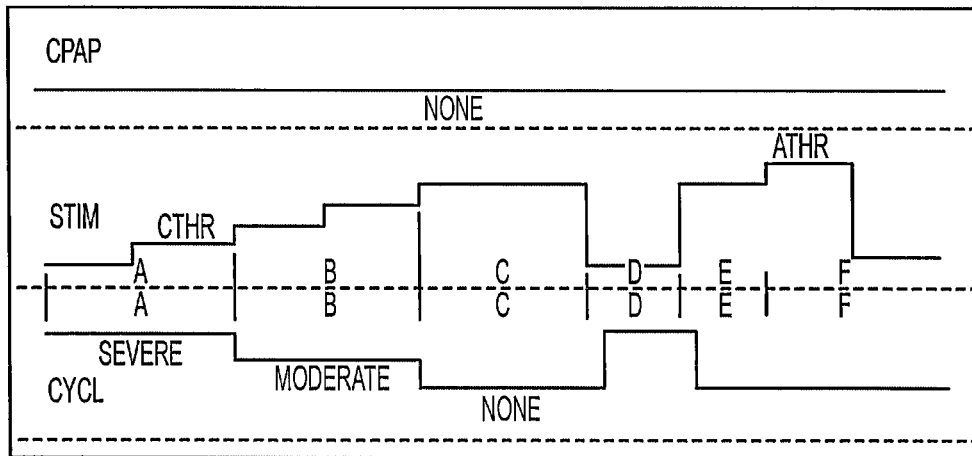 CPAP
NONE
ATHR
STIM CTHR
A B C D E F
A B C D E F
SEVERE
CYCL MODERATE
NONE